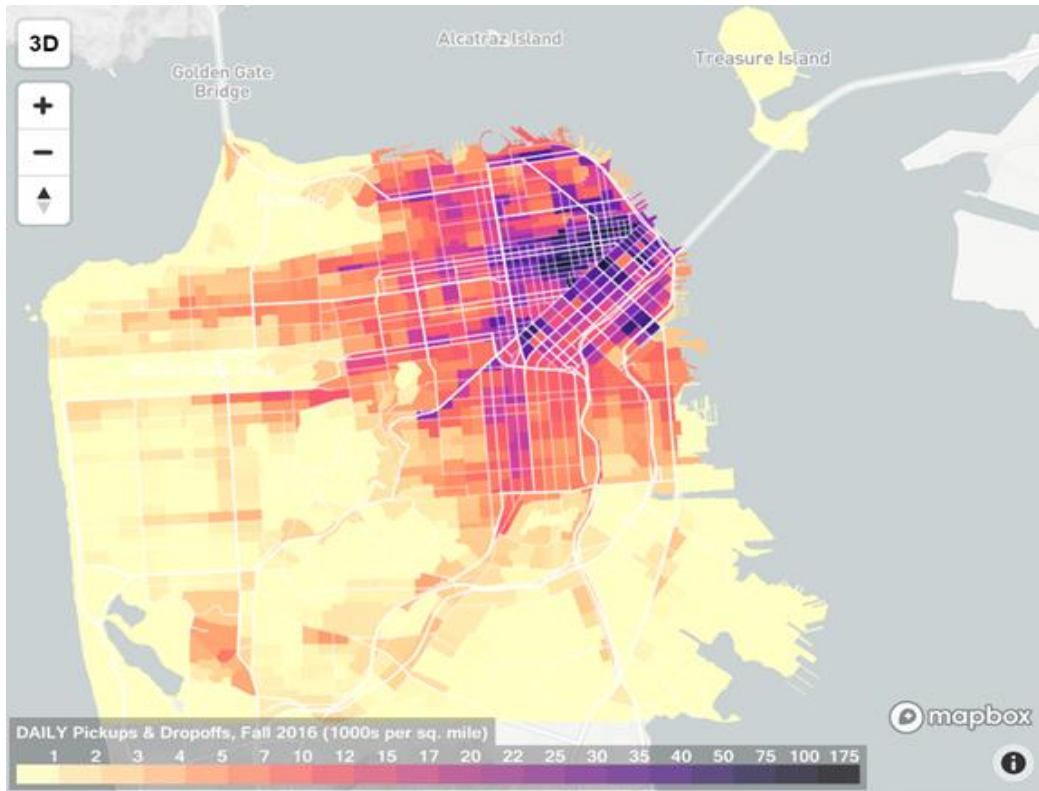 3D
Alcatraz Island
Golden Gate
Bridge
Treasure Island
+
−
DAILY Pickups & Dropoffs, Fall 2016 (1000s per sq. mile)
1 2 3 4 5 7 10 12 15 17 20 22 25 30 35 40 50 75 100 175
mapbox
i